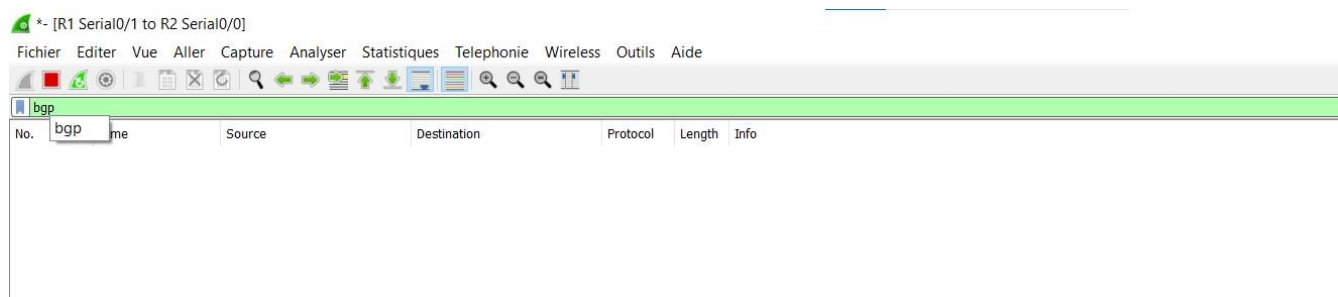 *- [R1 Serial0/1 to R2 Serial0/0]
Fichier Editer Vue Aller Capture Analyser Statistiques Telephonie Wireless Outils Aide
bgp
No. me Source Destination Protocol Length Info
bgp